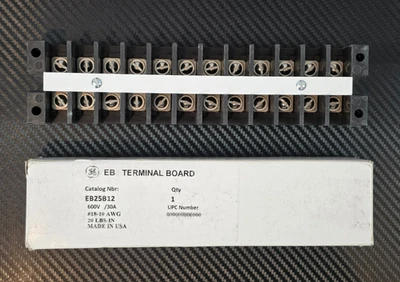 GE EB TERMINAL BOARD
Catalog Nbr: Qty
EB25B12 1
600V /30A UPC Number
#18-10 AWG 000000000000
20 LBS-IN
MADE IN USA